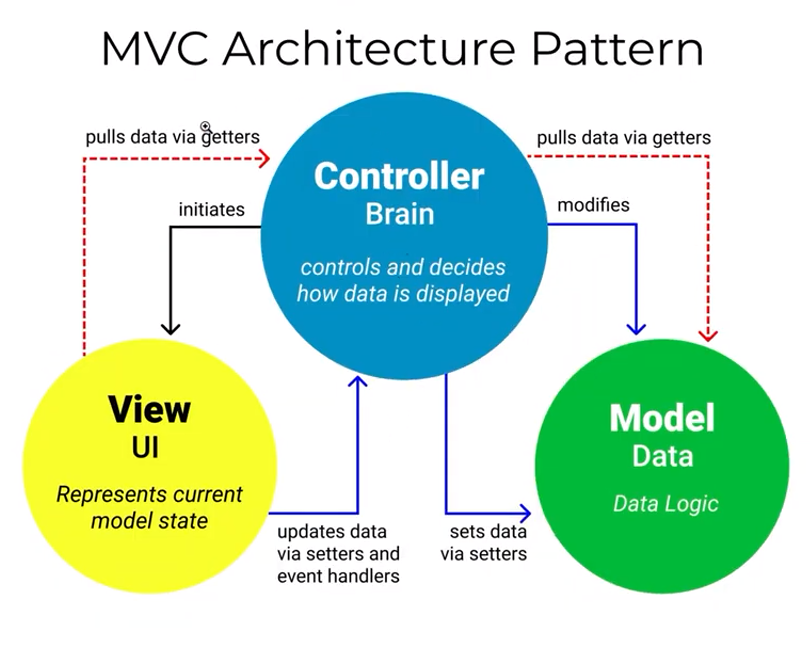 MVC Architecture Pattern
pulls data via getters
pulls data via getters
initiates
modifies
Controller
Brain
controls and decides
how data is displayed
View
UI
Represents current
model state
Model
Data
Data Logic
updates data
via setters and
event handlers
sets data
via setters